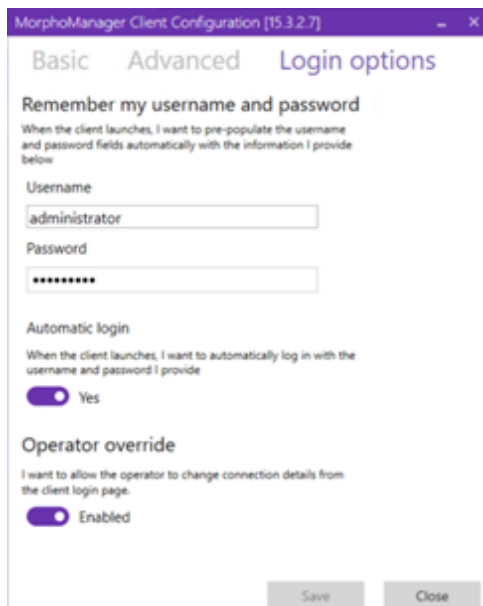 MorphoManager Client Configuration [15.3.2.7]
Basic Advanced Login options
Remember my username and password
When the client launches, I want to pre-populate the username
and password fields automatically with the information I provide
below
Username
administrator
Password
•••••••••
Automatic login
When the client launches, I want to automatically log in with the
username and password I provide
Yes
Operator override
I want to allow the operator to change connection details from
the client login page.
Enabled
Save Close